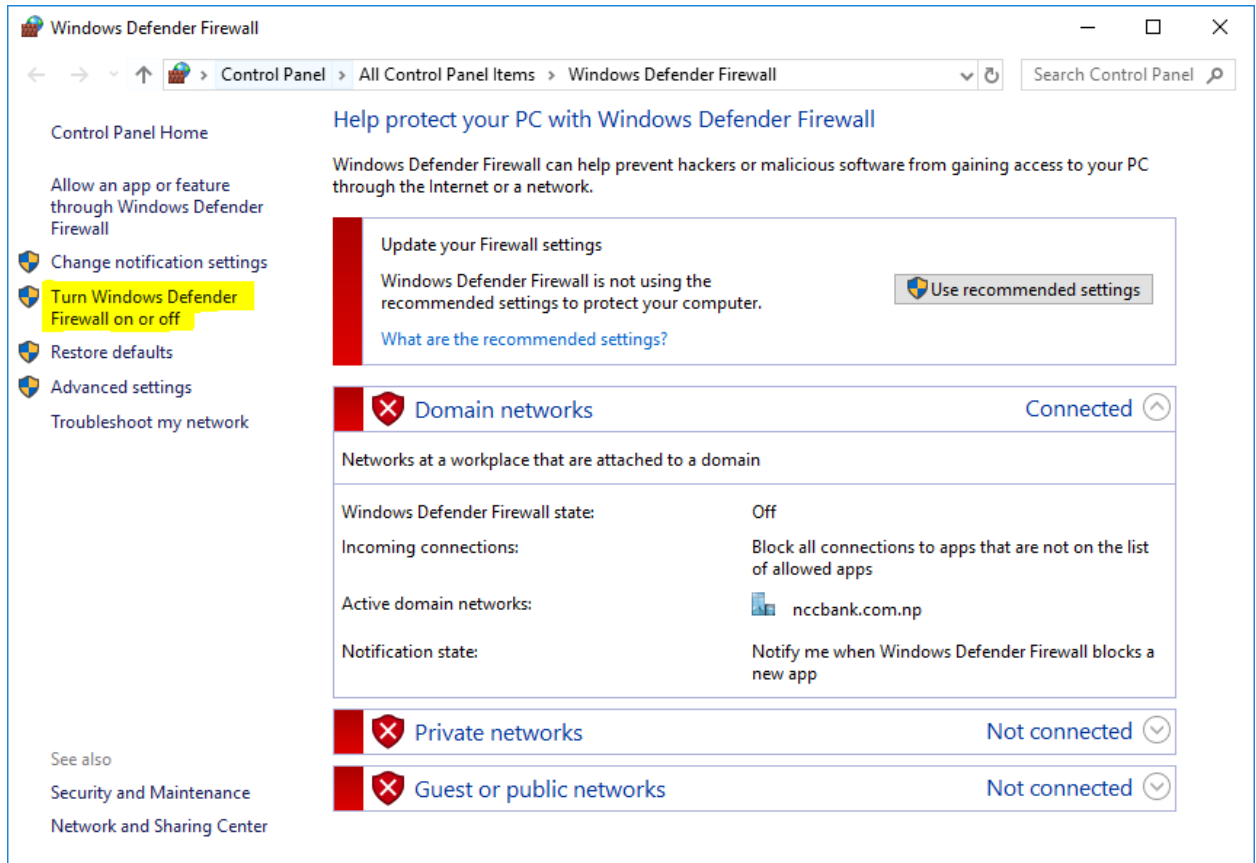 Windows Defender Firewall
Control Panel > All Control Panel Items > Windows Defender Firewall
Search Control Panel
Control Panel Home
Allow an app or feature
through Windows Defender
Firewall
Change notification settings
Turn Windows Defender
Firewall on or off
Restore defaults
Advanced settings
Troubleshoot my network
See also
Security and Maintenance
Network and Sharing Center
Help protect your PC with Windows Defender Firewall
Windows Defender Firewall can help prevent hackers or malicious software from gaining access to your PC
through the Internet or a network.
Update your Firewall settings
Windows Defender Firewall is not using the
recommended settings to protect your computer.
What are the recommended settings?
Use recommended settings
Domain networks Connected
Networks at a workplace that are attached to a domain
Windows Defender Firewall state: Off
Incoming connections: Block all connections to apps that are not on the list
of allowed apps
Active domain networks: nccbank.com.np
Notification state: Notify me when Windows Defender Firewall blocks a
new app
Private networks Not connected
Guest or public networks Not connected